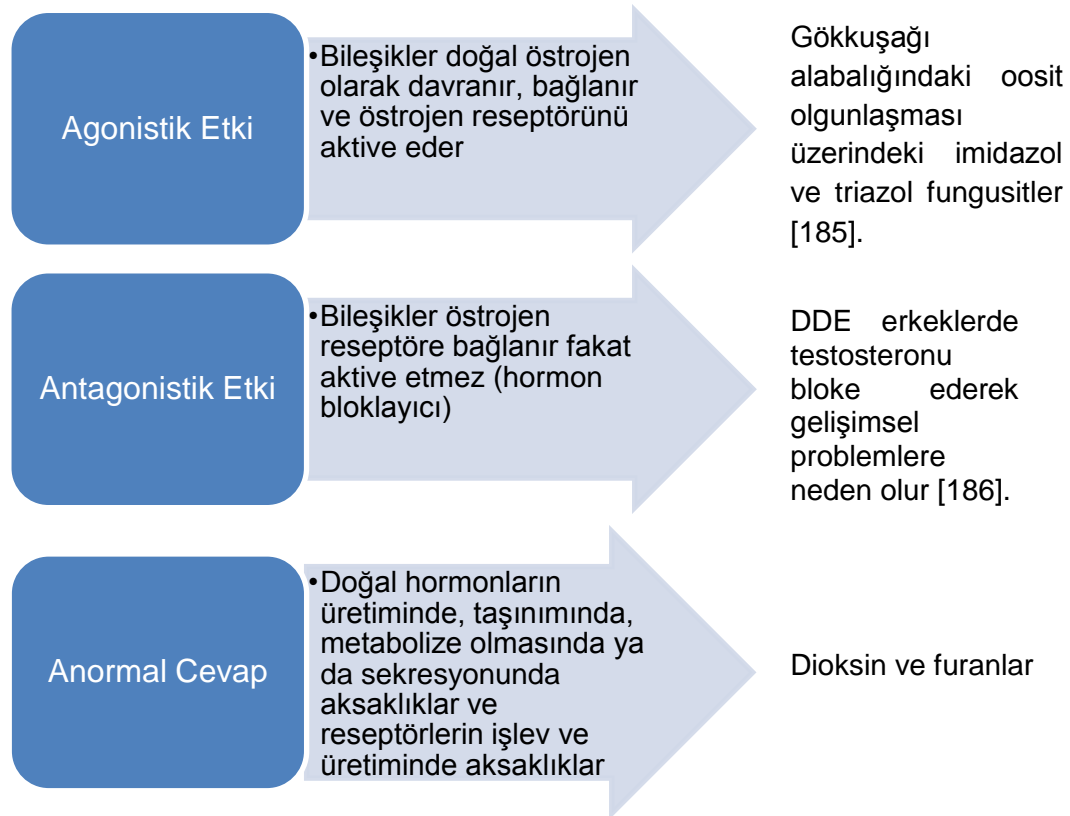 Agonistik Etki
•Bileşikler doğal östrojen
olarak davranır, bağlanır
ve östrojen reseptörünü
aktive eder
Gökkuşağı
alabalığındaki oosit
olgunlaşması
üzerindeki imidazol
ve triazol fungusitler
[185].
Antagonistik Etki
•Bileşikler östrojen
reseptöre bağlanır fakat
aktive etmez (hormon
bloklayıcı)
DDE erkeklerde
testosteronu
bloke ederek
gelişimsel
problemlere
neden olur [186].
Anormal Cevap
•Doğal hormonların
üretiminde, taşınımında,
metabolize olmasında ya
da sekresyonunda
aksaklıklar ve
reseptörlerin işlev ve
üretiminde aksaklıklar
Dioksin ve furanlar